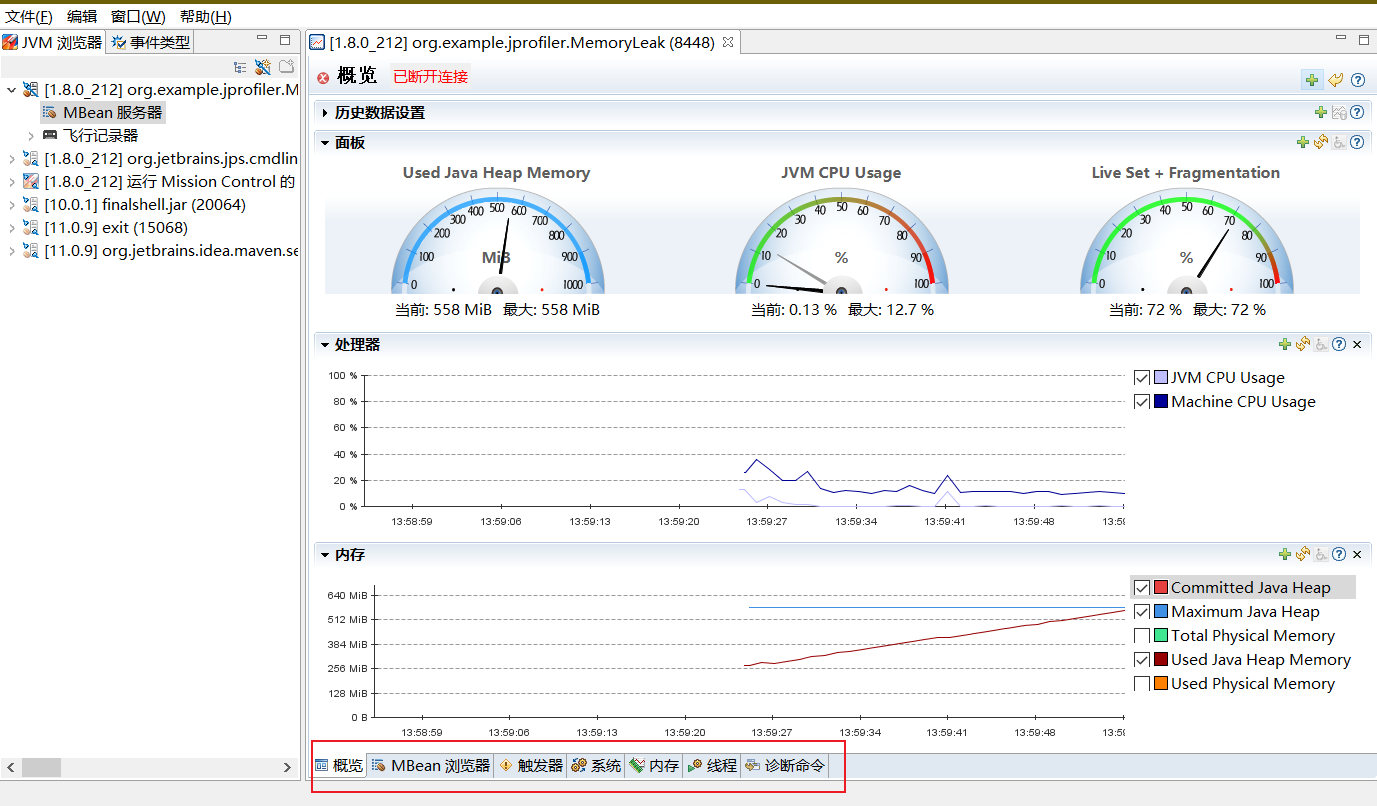 文件(F) 编辑 窗口(W) 帮助(H)
JVM 浏览器 事件类型
[1.8.0_212] org.example.jprofiler.M
MBean 服务器
飞行记录器
[1.8.0_212] org.jetbrains.jps.cmdlin
[1.8.0_212] 运行 Mission Control 的
[10.0.1] finalshell.jar (20064)
[11.0.9] exit (15068)
[11.0.9] org.jetbrains.idea.maven.se
[1.8.0_212] org.example.jprofiler.MemoryLeak (8448)
概览 已断开连接
历史数据设置
面板
Used Java Heap Memory
0 100 200 300 400 500 600 700 800 900 1000
MiB
当前: 558 MiB 最大: 558 MiB
JVM CPU Usage
0 10 20 30 40 50 60 70 80 90 100
%
当前: 0.13 % 最大: 12.7 %
Live Set + Fragmentation
0 10 20 30 40 50 60 70 80 90 100
%
当前: 72 % 最大: 72 %
处理器
100 %
80 %
60 %
40 %
20 %
0 %
13:58:59 13:59:06 13:59:13 13:59:20 13:59:27 13:59:34 13:59:41 13:59:48 13:59
JVM CPU Usage
Machine CPU Usage
内存
640 MiB
512 MiB
384 MiB
256 MiB
128 MiB
0 B
13:58:59 13:59:06 13:59:13 13:59:20 13:59:27 13:59:34 13:59:41 13:59:48 13:59
Committed Java Heap
Maximum Java Heap
Total Physical Memory
Used Java Heap Memory
Used Physical Memory
概览 MBean 浏览器 触发器 系统 内存 线程 诊断命令